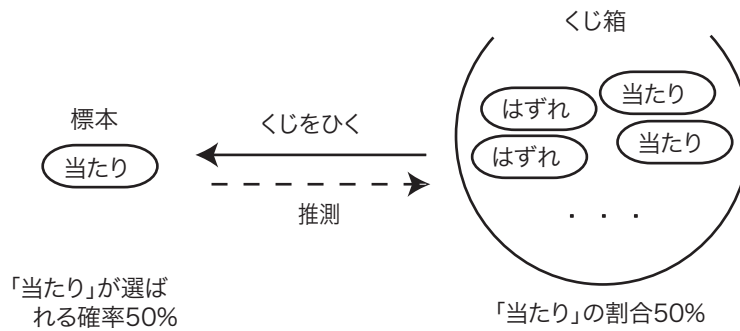 くじ箱
はずれ
当たり
はずれ
当たり
・ ・ ・
標本
当たり
くじをひく
推測
「当たり」が選ば
れる確率50%
「当たり」の割合50%